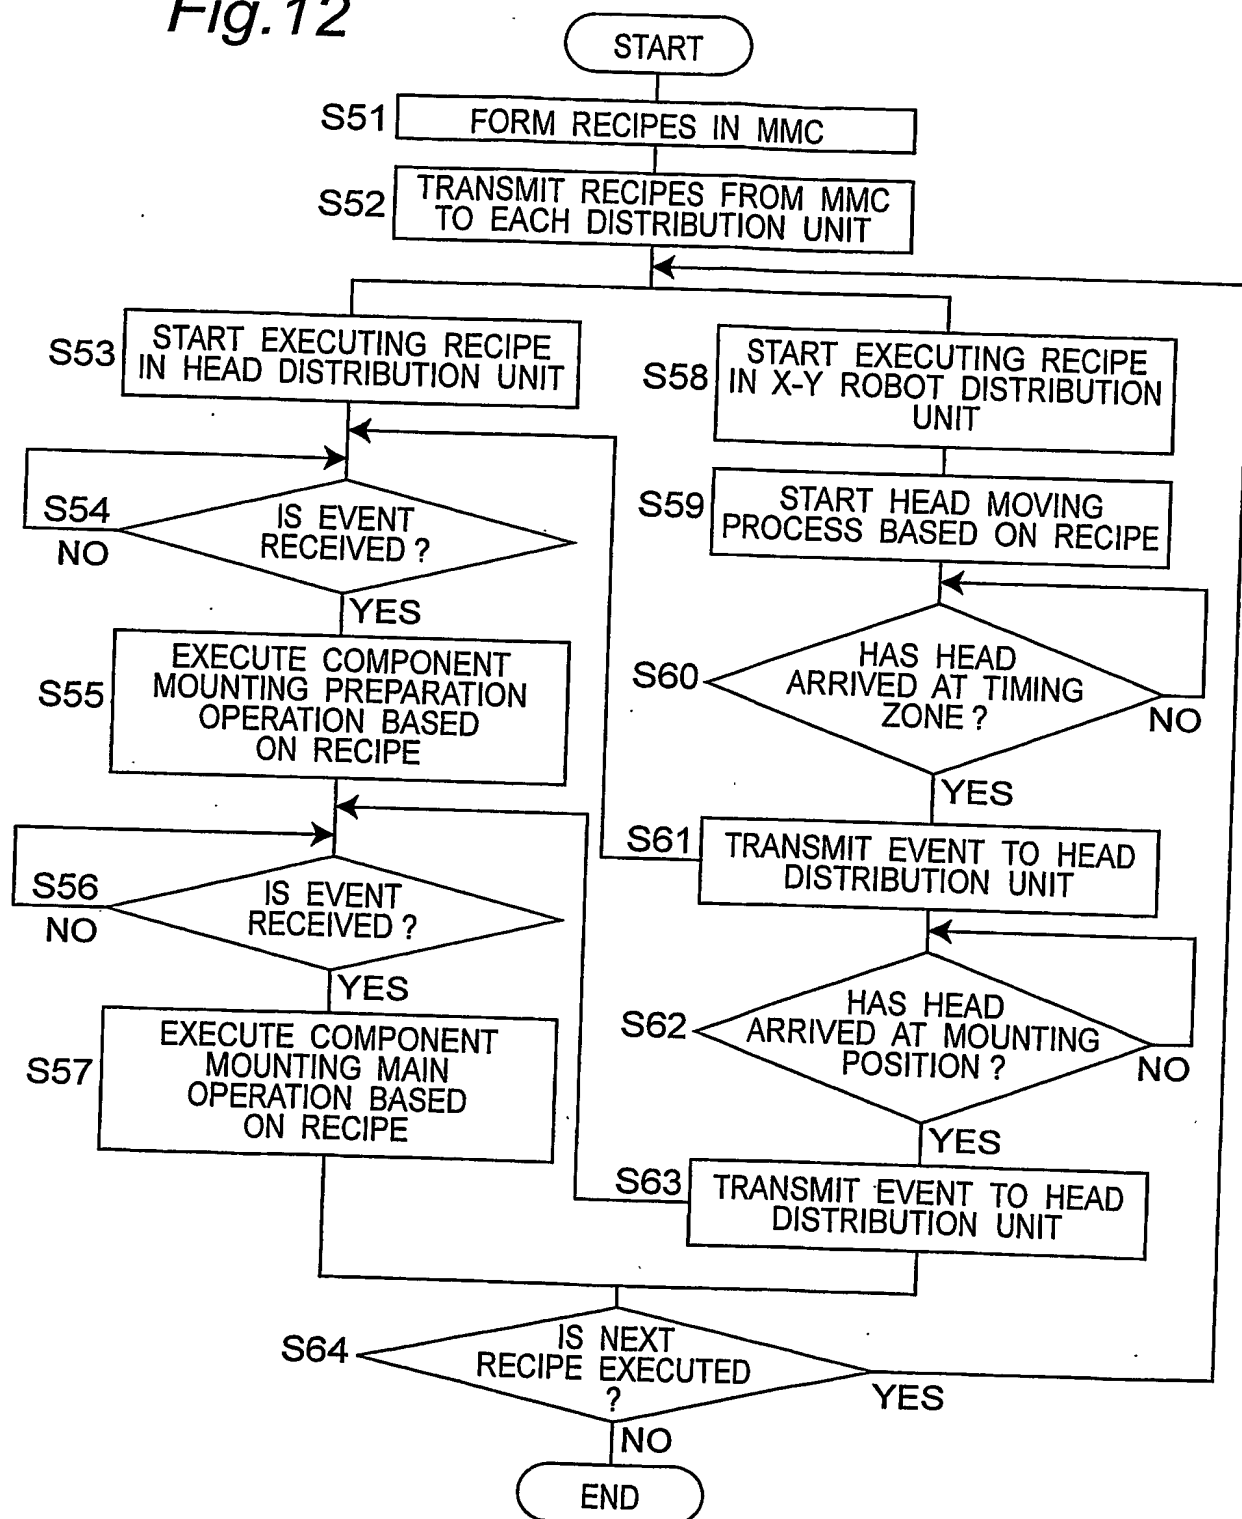 Fig.12
START
S51
FORM RECIPES IN MMC
S52
TRANSMIT RECIPES FROM MMC
TO EACH DISTRIBUTION UNIT
S53
START EXECUTING RECIPE
IN HEAD DISTRIBUTION UNIT
S54
NO
IS EVENT
RECEIVED ?
YES
S55
EXECUTE COMPONENT
MOUNTING PREPARATION
OPERATION BASED
ON RECIPE
S56
NO
IS EVENT
RECEIVED ?
YES
S57
EXECUTE COMPONENT
MOUNTING MAIN
OPERATION BASED
ON RECIPE
S58
START EXECUTING RECIPE
IN X-Y ROBOT DISTRIBUTION
UNIT
S59
START HEAD MOVING
PROCESS BASED ON RECIPE
S60
HAS HEAD
ARRIVED AT TIMING
ZONE ?
NO
YES
S61
TRANSMIT EVENT TO HEAD
DISTRIBUTION UNIT
S62
HAS HEAD
ARRIVED AT MOUNTING
POSITION ?
NO
YES
S63
TRANSMIT EVENT TO HEAD
DISTRIBUTION UNIT
S64
IS NEXT
RECIPE EXECUTED
?
YES
NO
END